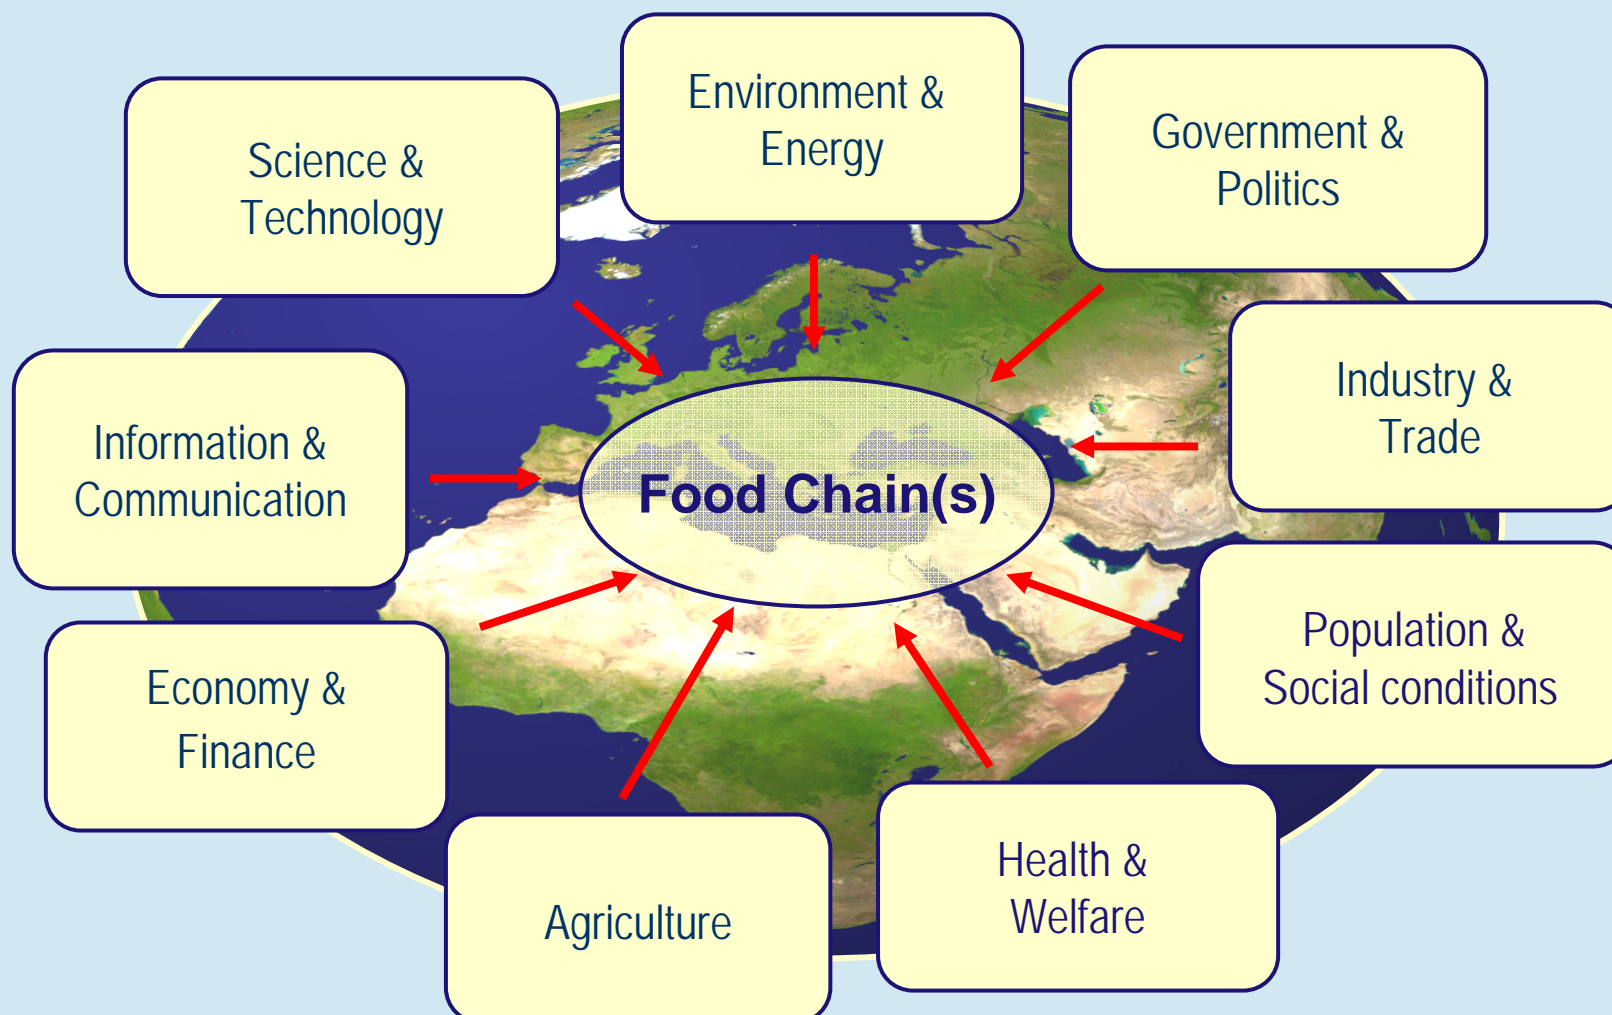 Environment &
Energy
Science &
Technology
Government &
Politics
Industry &
Trade
Information &
Communication
Food Chain(s)
Population &
Social conditions
Economy &
Finance
Health &
Welfare
Agriculture